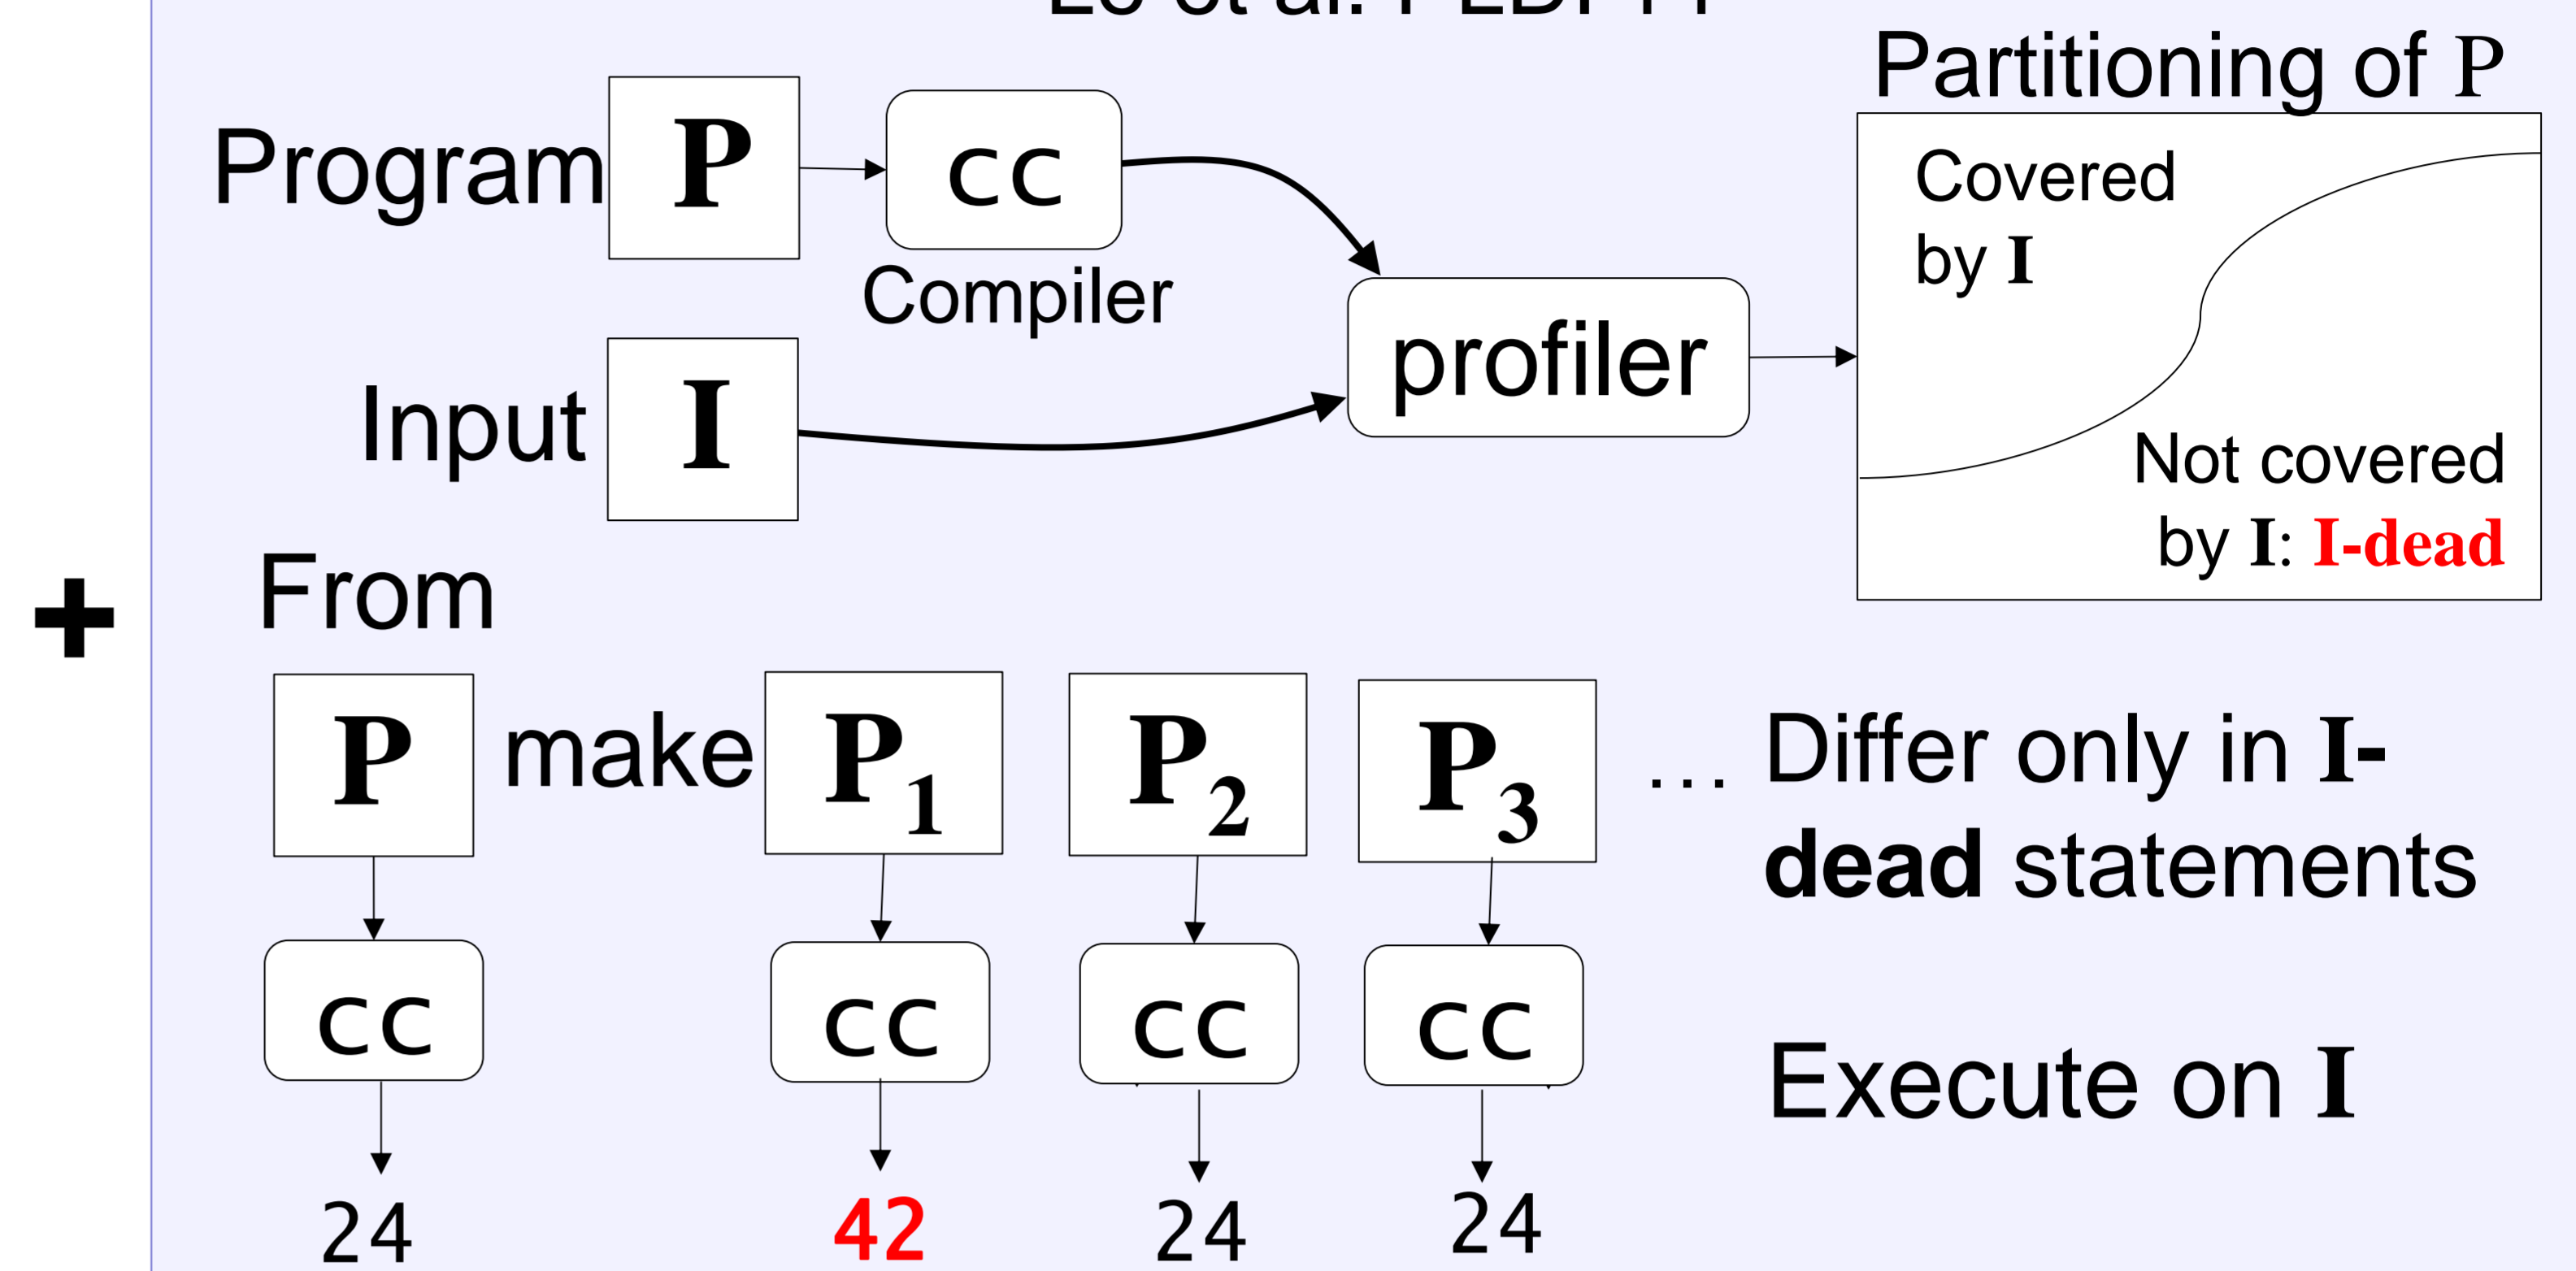 Partitioning of P
Program P cc
Compiler
Covered
by I
profiler
Input I
Not covered
by I: I-dead
+
From
P make P1 P2 P3 ... Differ only in I-
dead statements
cc cc cc cc
Execute on I
24 42 24 24